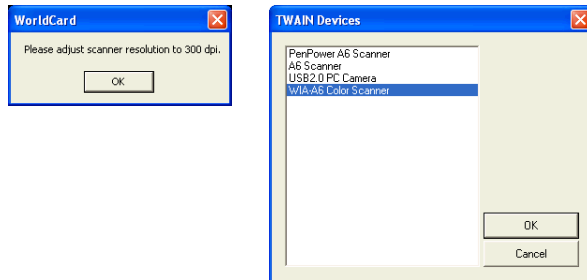 WorldCard
Please adjust scanner resolution to 300 dpi.
OK
TWAIN Devices
PenPower A6 Scanner
A6 Scanner
USB2.0 PC Camera
WIA-A6 Color Scanner
OK
Cancel